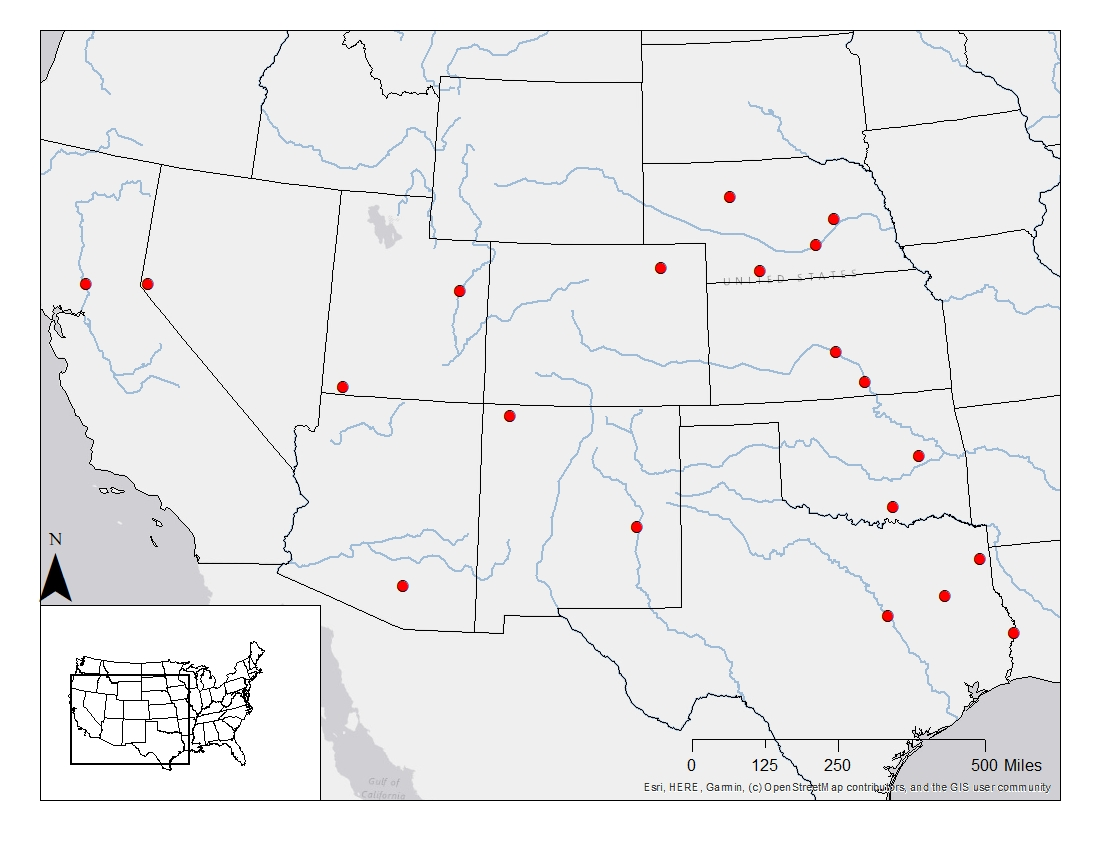 UNITED STATES
N
0 125 250 500 Miles
Gulf of
California
Esri, HERE, Garmin, (c) OpenStreetMap contributors, and the GIS user community